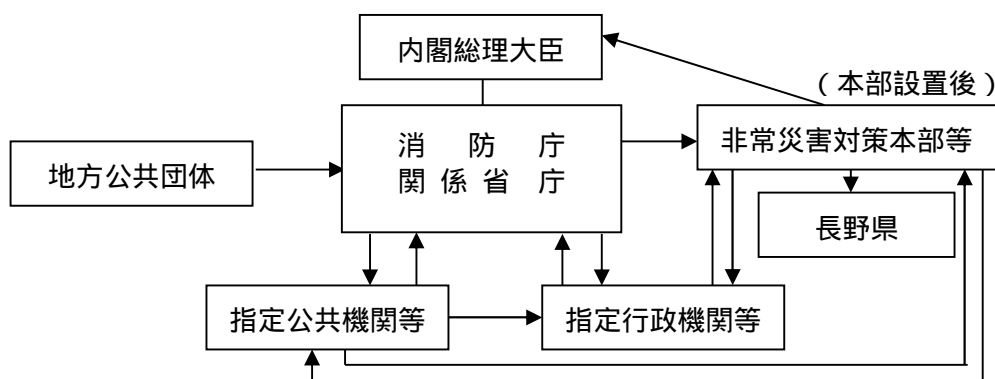 内閣総理大臣
（本部設置後）
消防庁
関係省庁
非常災害対策本部等
地方公共団体
長野県
指定公共機関等
指定行政機関等